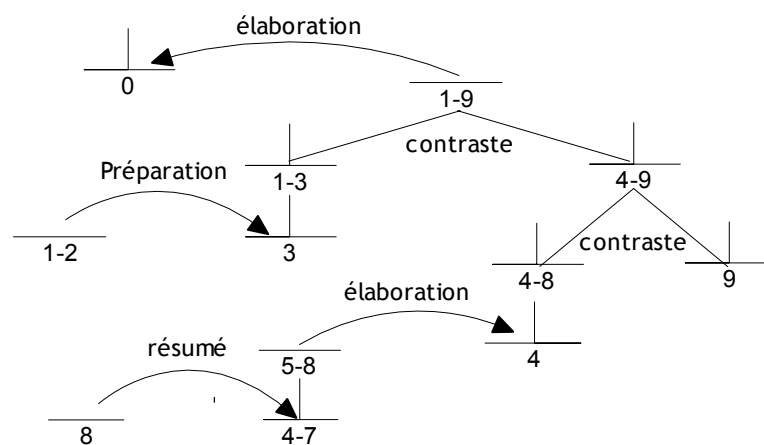 élaboration
0
1-9
contraste
1-3
4-9
Préparation
1-2
3
contraste
4-8
9
élaboration
5-8
4
résumé
8
4-7